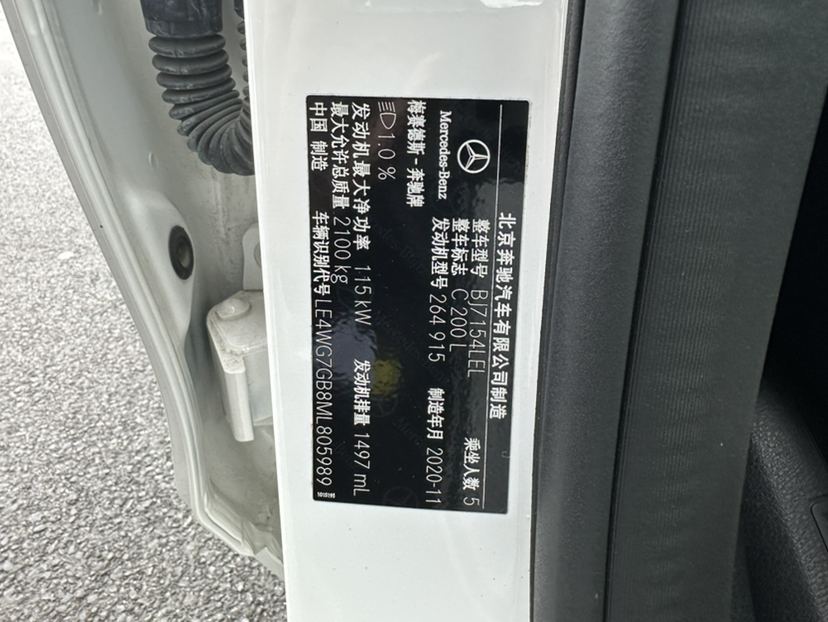 北京奔驰汽车有限公司制造
整车型号 BJ7154LEL 乘坐人数 5
Mercedes-Benz 整车标志 C 200 L
梅赛德斯-奔驰牌 发动机型号 264 915 制造年月 2020-11
1.0 %
发动机最大净功率 115 kW 发动机排量 1497 mL
最大允许总质量 2100 kg
中国 制造 车辆识别代号 LE4WG7GB8ML805989